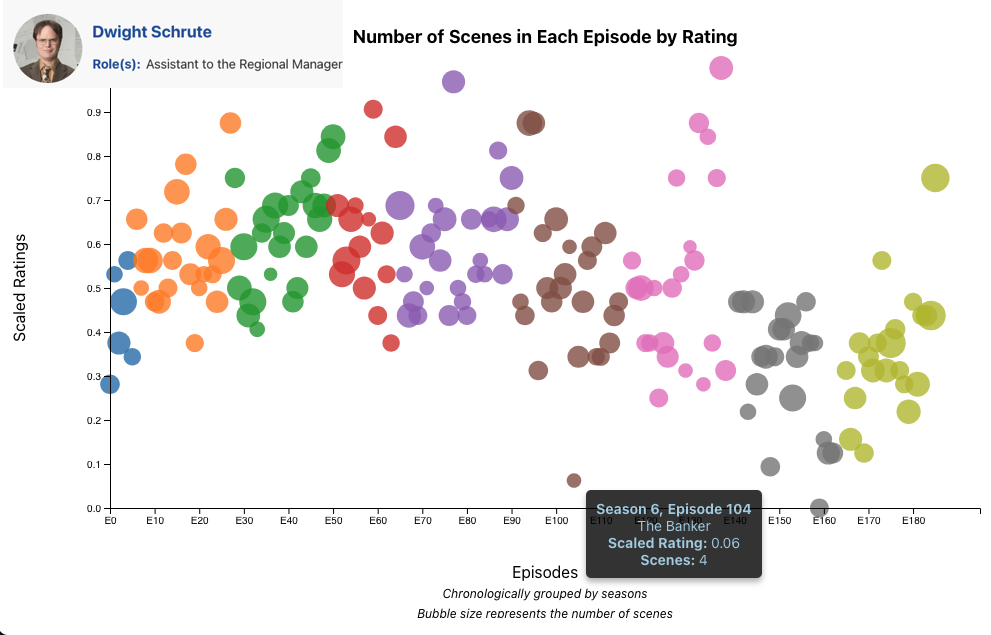 Dwight Schrute
Role(s): Assistant to the Regional Manager
Number of Scenes in Each Episode by Rating
Scaled Ratings
0.9
0.8
0.7
0.6
0.5
0.4
0.3
0.2
0.1
0.0
E0 E10 E20 E30 E40 E50 E60 E70 E80 E90 E100 E110 E120 E130 E140 E150 E160 E170 E180
Season 6, Episode 104
The Banker
Scaled Rating: 0.06
Scenes: 4
Episodes
Chronologically grouped by seasons
Bubble size represents the number of scenes